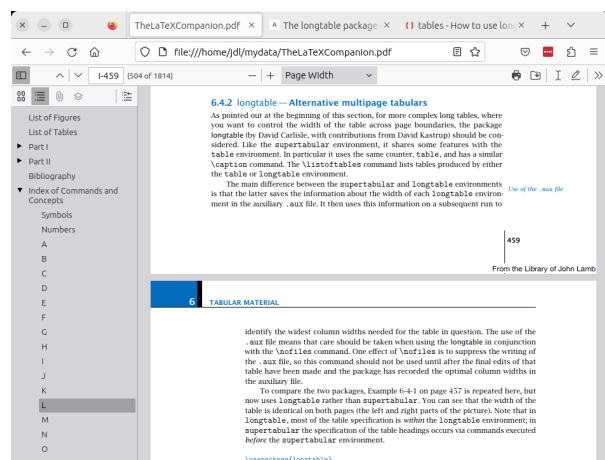 TheLaTeXCompanion.pdf ×
The longtable package ×
{} tables - How to use lon ×
file:///home/jdl/mydata/TheLaTeXCompanion.pdf
I-459 (504 of 1814)
Page Width
List of Figures
List of Tables
Part I
Part II
Bibliography
Index of Commands and
Concepts
Symbols
Numbers
A
B
C
D
E
F
G
H
I
J
K
L
M
N
O
6.4.2 longtable — Alternative multipage tabulars
As pointed out at the beginning of this section, for more complex long tables, where
you want to control the width of the table across page boundaries, the package
longtable (by David Carlisle, with contributions from David Kastrup) should be con-
sidered. Like the supertabular environment, it shares some features with the
table environment. In particular it uses the same counter, table, and has a similar
\caption command. The \listoftables command lists tables produced by either
the table or longtable environment.
The main difference between the supertabular and longtable environments
is that the latter saves the information about the width of each longtable environ-
ment in the auxiliary .aux file. It then uses this information on a subsequent run to
Use of the .aux file
459
From the Library of John Lamb
6 TABULAR MATERIAL
identify the widest column widths needed for the table in question. The use of the
.aux file means that care should be taken when using the longtable in conjunction
with the \nofiles command. One effect of \nofiles is to suppress the writing of
the .aux file, so this command should not be used until after the final edits of that
table have been made and the package has recorded the optimal column widths in
the auxiliary file.
To compare the two packages, Example 6-4-1 on page 457 is repeated here, but
now uses longtable rather than supertabular. You can see that the width of the
table is identical on both pages (the left and right parts of the picture). Note that in
longtable, most of the table specification is within the longtable environment; in
supertabular the specification of the table headings occurs via commands executed
before the supertabular environment.
\usepackage{longtable}